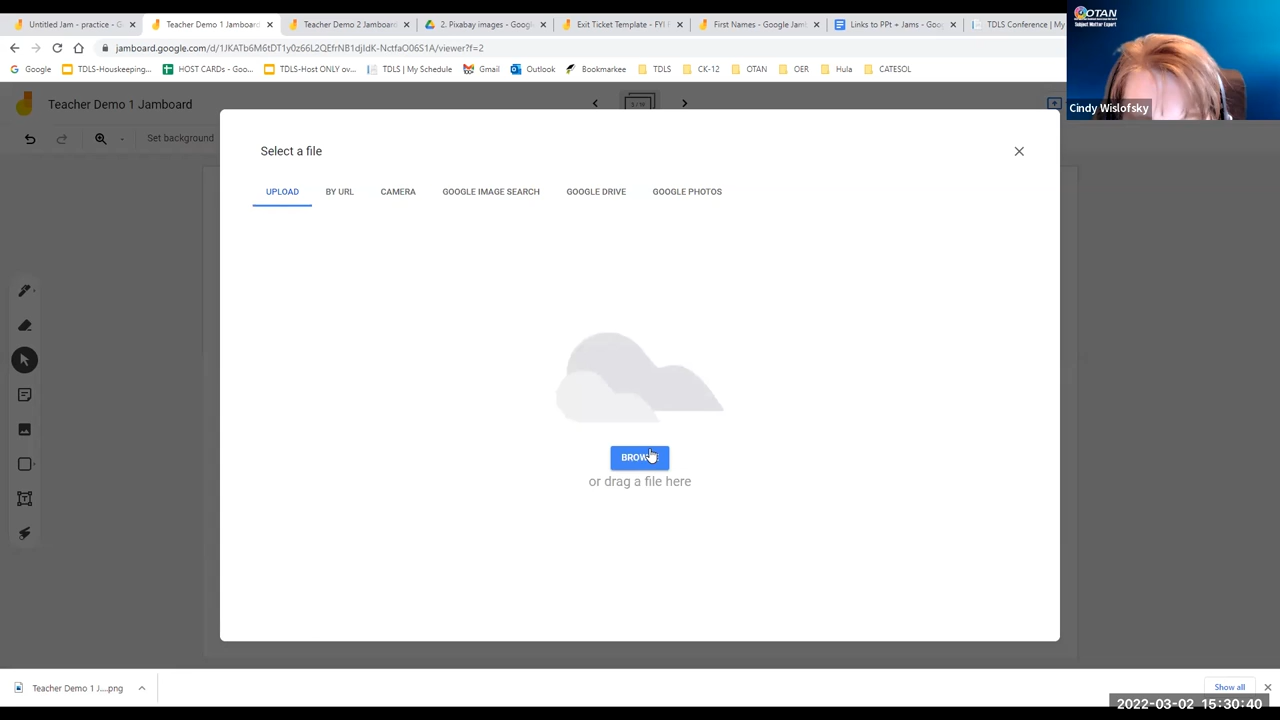 Untitled Jam - practice - G
Teacher Demo 1 Jamboard
Teacher Demo 2 Jamboard
2. Pixabay images - Google
Exit Ticket Template - FYI
First Names - Google Jam
Links to PPt + Jams - Goo
TDLS Conference | My
jamboard.google.com/d/1JKATb6M6tDT1y0z66L2QEfrNB1djIdK-NctfaO06S1A/viewer?f=2
Google
TDLS-Houskeeping...
HOST CARDs - Goo...
TDLS-Host ONLY ov...
TDLS | My Schedule
Gmail
Outlook
Bookmarkee
TDLS
CK-12
OTAN
OER
Hula
CATESOL
OTAN
Subject Matter Expert
Cindy Wislofsky
Teacher Demo 1 Jamboard
Set background
Select a file
UPLOAD
BY URL
CAMERA
GOOGLE IMAGE SEARCH
GOOGLE DRIVE
GOOGLE PHOTOS
or drag a file here
Teacher Demo 1 J....png
Show all
2022-03-02 15:30:40